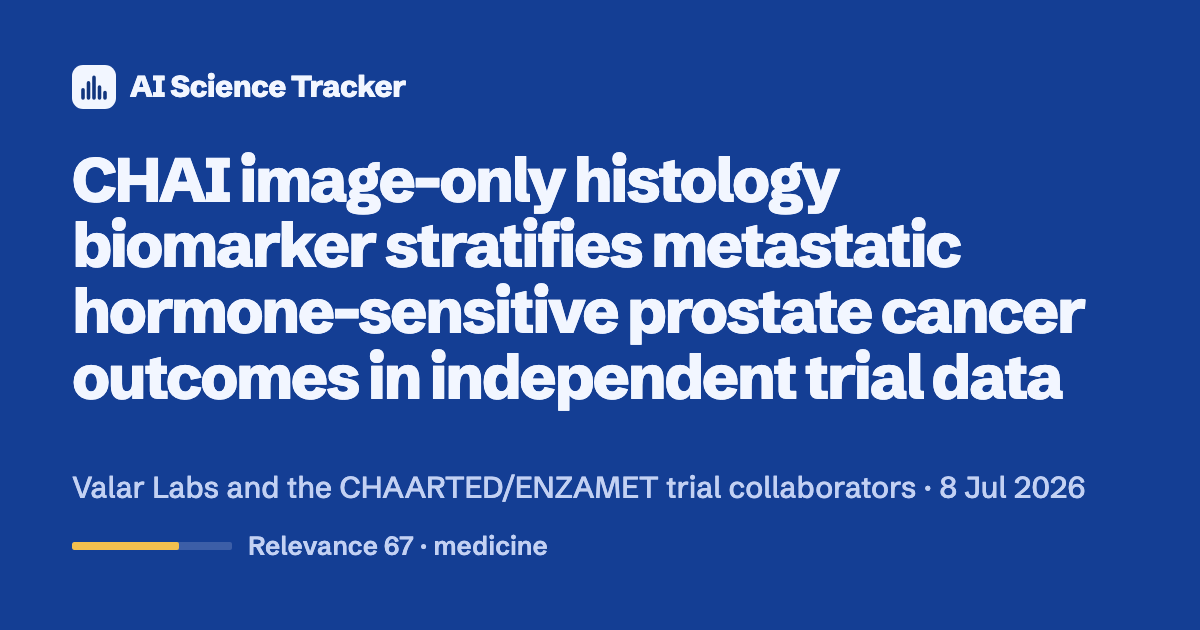 AI Science Tracker
CHAI image-only histology
biomarker stratifies metastatic
hormone-sensitive prostate cancer
outcomes in independent trial data
Valar Labs and the CHAARTED/ENZAMET trial collaborators · 8 Jul 2026
Relevance 67 · medicine